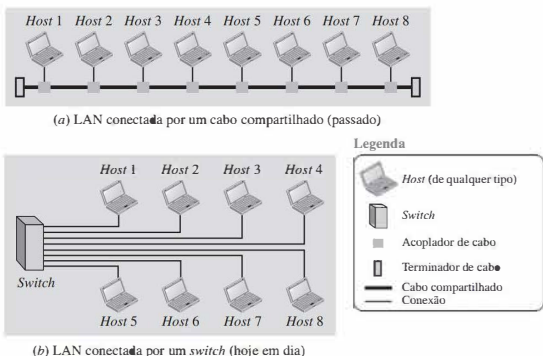 Host 1 Host 2 Host 3 Host 4 Host 5 Host 6 Host 7 Host 8
(a) LAN conectada por um cabo compartilhado (passado)
Legenda
Host (de qualquer tipo)
Switch
Acoplador de cabo
Terminador de cabo
Cabo compartilhado
Conexão
Host 1 Host 2 Host 3 Host 4
Switch
Host 5 Host 6 Host 7 Host 8
(b) LAN conectada por um switch (hoje em dia)